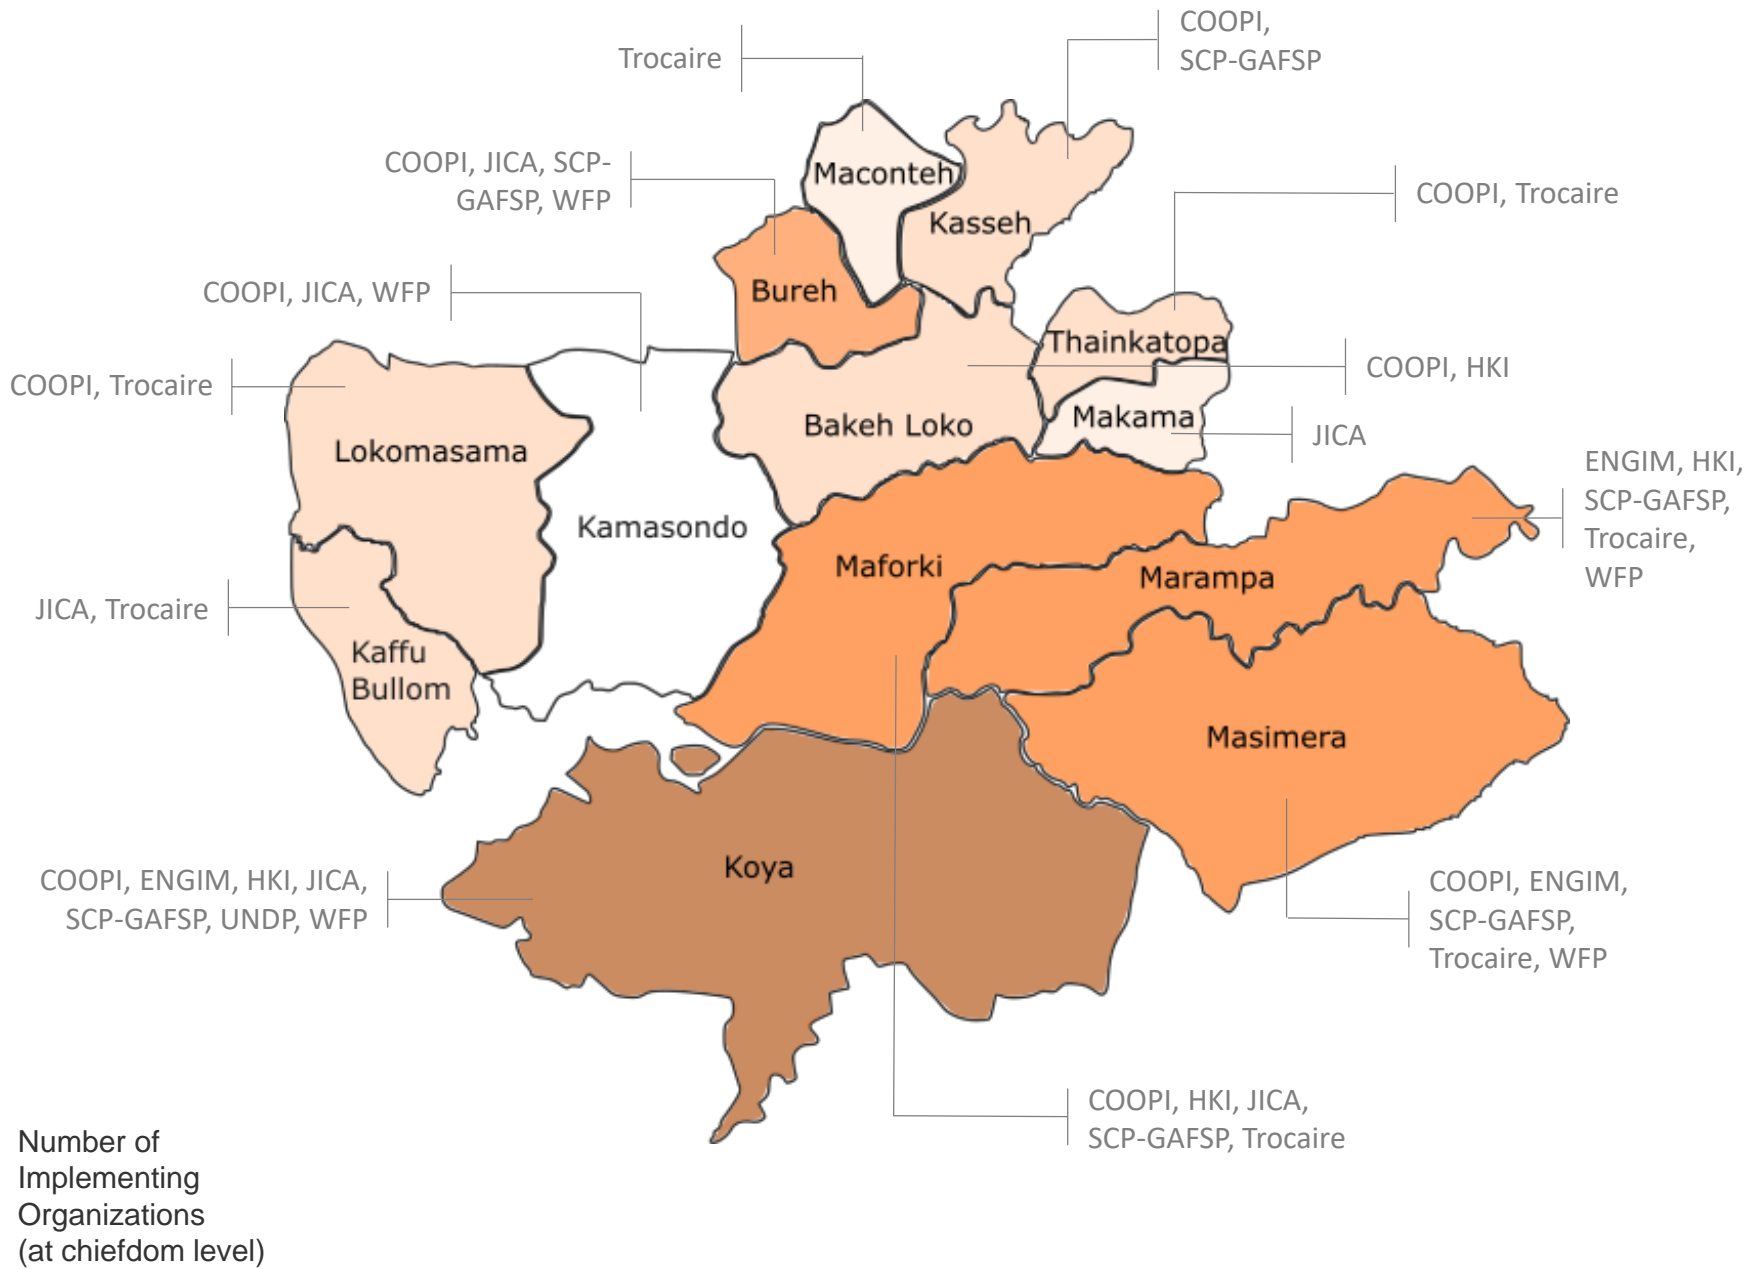 COOPI,
SCP-GAFSP
Trocaire
COOPI, JICA, SCP-
GAFSP, WFP
Maconteh
COOPI, Trocaire
Kasseh
COOPI, JICA, WFP
Bureh
Thainkatopa
COOPI, HKI
COOPI, Trocaire
Makama
JICA
Bakeh Loko
Lokomasama
ENGIM, HKI,
SCP-GAFSP,
Trocaire,
WFP
Kamasondo
Maforki
Marampa
JICA, Trocaire
Kaffu
Bullom
Masimera
Koya
COOPI, ENGIM, HKI, JICA,
SCP-GAFSP, UNDP, WFP
COOPI, ENGIM,
SCP-GAFSP,
Trocaire, WFP
COOPI, HKI, JICA,
SCP-GAFSP, Trocaire
Number of
Implementing
Organizations
(at chiefdom level)